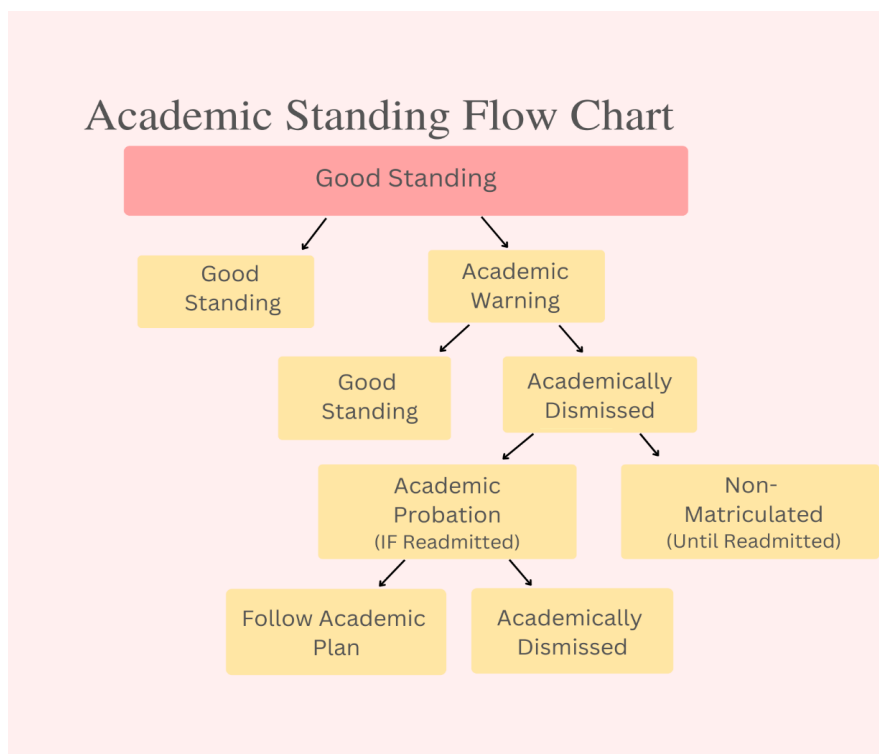 Academic Standing Flow Chart
Good Standing
Good
Standing
Academic
Warning
Good
Standing
Academically
Dismissed
Academic
Probation
(IF Readmitted)
Non-
Matriculated
(Until Readmitted)
Follow Academic
Plan
Academically
Dismissed